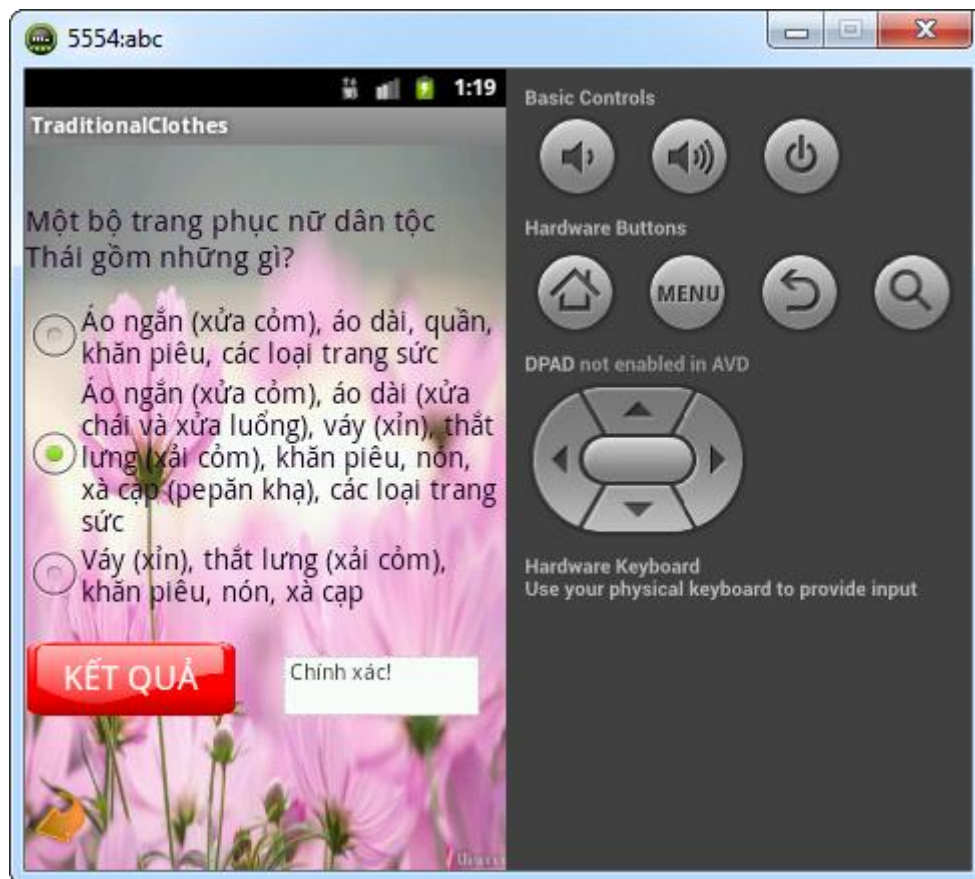 5554:abc
1:19
TraditionalClothes
Một bộ trang phục nữ dân tộc
Thái gồm những gì?
Áo ngắn (xửa cỏm), áo dài, quần,
khăn piêu, các loại trang sức
Áo ngắn (xửa cỏm), áo dài (xửa
chái và xửa luổng), váy (xỉn), thắt
lưng (xải cỏm), khăn piêu, nón,
xà cạp (pepăn khạ), các loại trang
sức
Váy (xỉn), thắt lưng (xải cỏm),
khăn piêu, nón, xà cạp
KẾT QUẢ
Chính xác!
Basic Controls
Hardware Buttons
MENU
DPAD not enabled in AVD
Hardware Keyboard
Use your physical keyboard to provide input